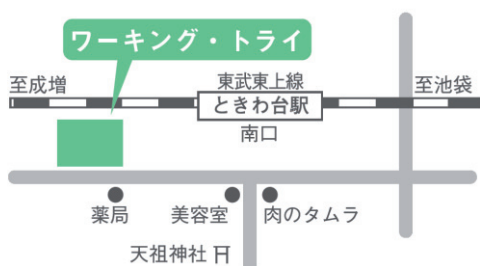 ワーキング・トライ
至成増
東武東上線
至池袋
ときわ台駅
南口
薬局
美容室
肉のタムラ
天祖神社